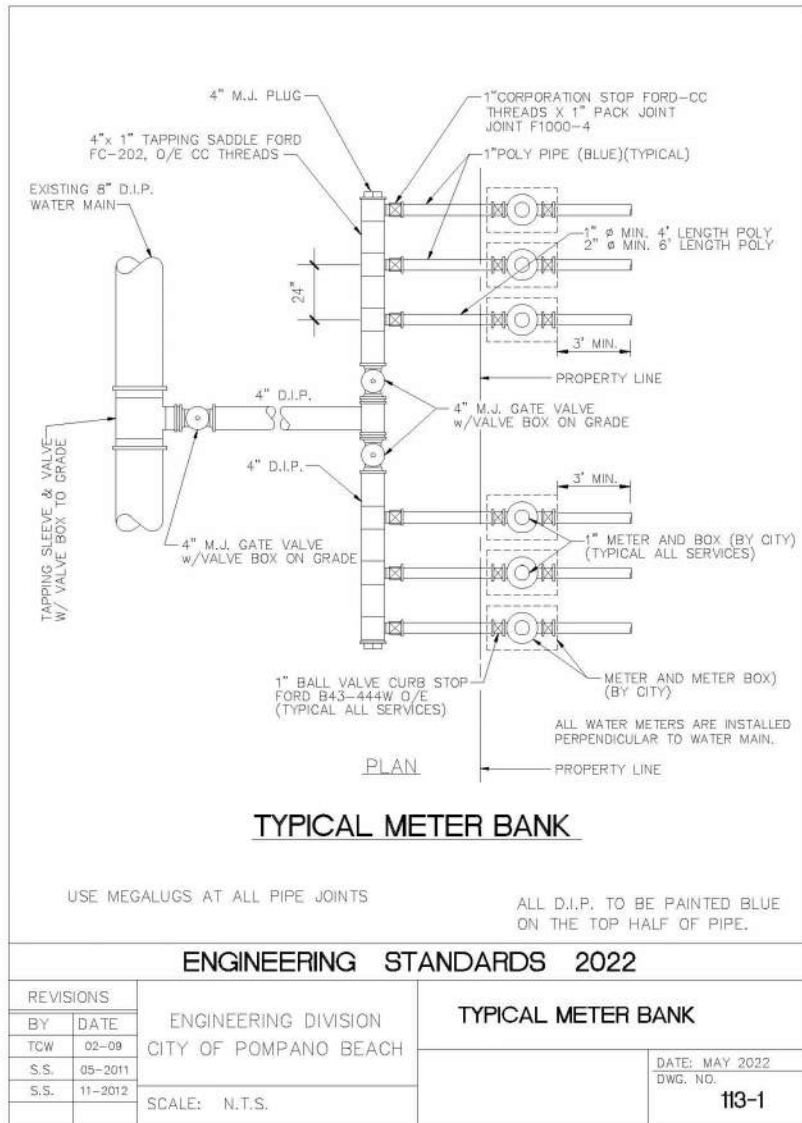 4" M.J. PLUG
1"CORPORATION STOP FORD-CC
THREADS X 1" PACK JOINT
JOINT F1000-4
4"x 1" TAPPING SADDLE FORD
FC-202, O/E CC THREADS
1"POLY PIPE (BLUE)(TYPICAL)
EXISTING 8" D.I.P.
WATER MAIN
1" ø MIN. 4' LENGTH POLY
2" ø MIN. 6' LENGTH POLY
24"
3' MIN.
PROPERTY LINE
4" D.I.P.
4" M.J. GATE VALVE
w/VALVE BOX ON GRADE
TAPPING SLEEVE & VALVE
W/ VALVE BOX TO GRADE
4" D.I.P.
3' MIN.
4" M.J. GATE VALVE
w/VALVE BOX ON GRADE
1" METER AND BOX (BY CITY)
(TYPICAL ALL SERVICES)
1" BALL VALVE CURB STOP
FORD B43-444W O/E
(TYPICAL ALL SERVICES)
METER AND METER BOX)
(BY CITY)
ALL WATER METERS ARE INSTALLED
PERPENDICULAR TO WATER MAIN.
PLAN
PROPERTY LINE
TYPICAL METER BANK
USE MEGALUGS AT ALL PIPE JOINTS
ALL D.I.P. TO BE PAINTED BLUE
ON THE TOP HALF OF PIPE.
ENGINEERING STANDARDS 2022
REVISIONS
BY DATE
TCW 02-09
S.S. 05-2011
S.S. 11-2012
ENGINEERING DIVISION
CITY OF POMPANO BEACH
SCALE: N.T.S.
TYPICAL METER BANK
DATE: MAY 2022
DWG. NO.
113-1